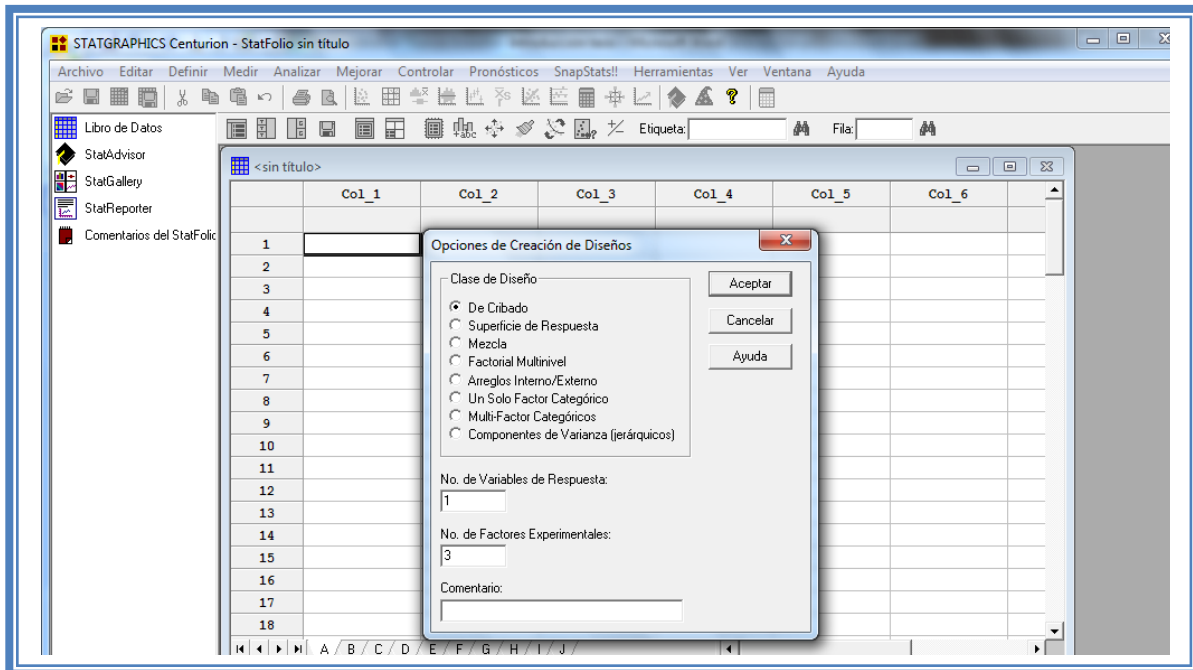 STATGRAPHICS Centurion - StatFolio sin título
Archivo Editar Definir Medir Analizar Mejorar Controlar Pronósticos SnapStats!! Herramientas Ver Ventana Ayuda
Etiqueta: Fila:
Libro de Datos
StatAdvisor
StatGallery
StatReporter
Comentarios del StatFolio
<sin título>
Col_1 Col_2 Col_3 Col_4 Col_5 Col_6
1
2
3
4
5
6
7
8
9
10
11
12
13
14
15
16
17
18
A / B / C / D / E / F / G / H / I / J /
Opciones de Creación de Diseños
Clase de Diseño
De Cribado
Superficie de Respuesta
Mezcla
Factorial Multinivel
Arreglos Interno/Externo
Un Solo Factor Categórico
Multi-Factor Categóricos
Componentes de Varianza (jerárquicos)
Aceptar
Cancelar
Ayuda
No. de Variables de Respuesta:
1
No. de Factores Experimentales:
3
Comentario: